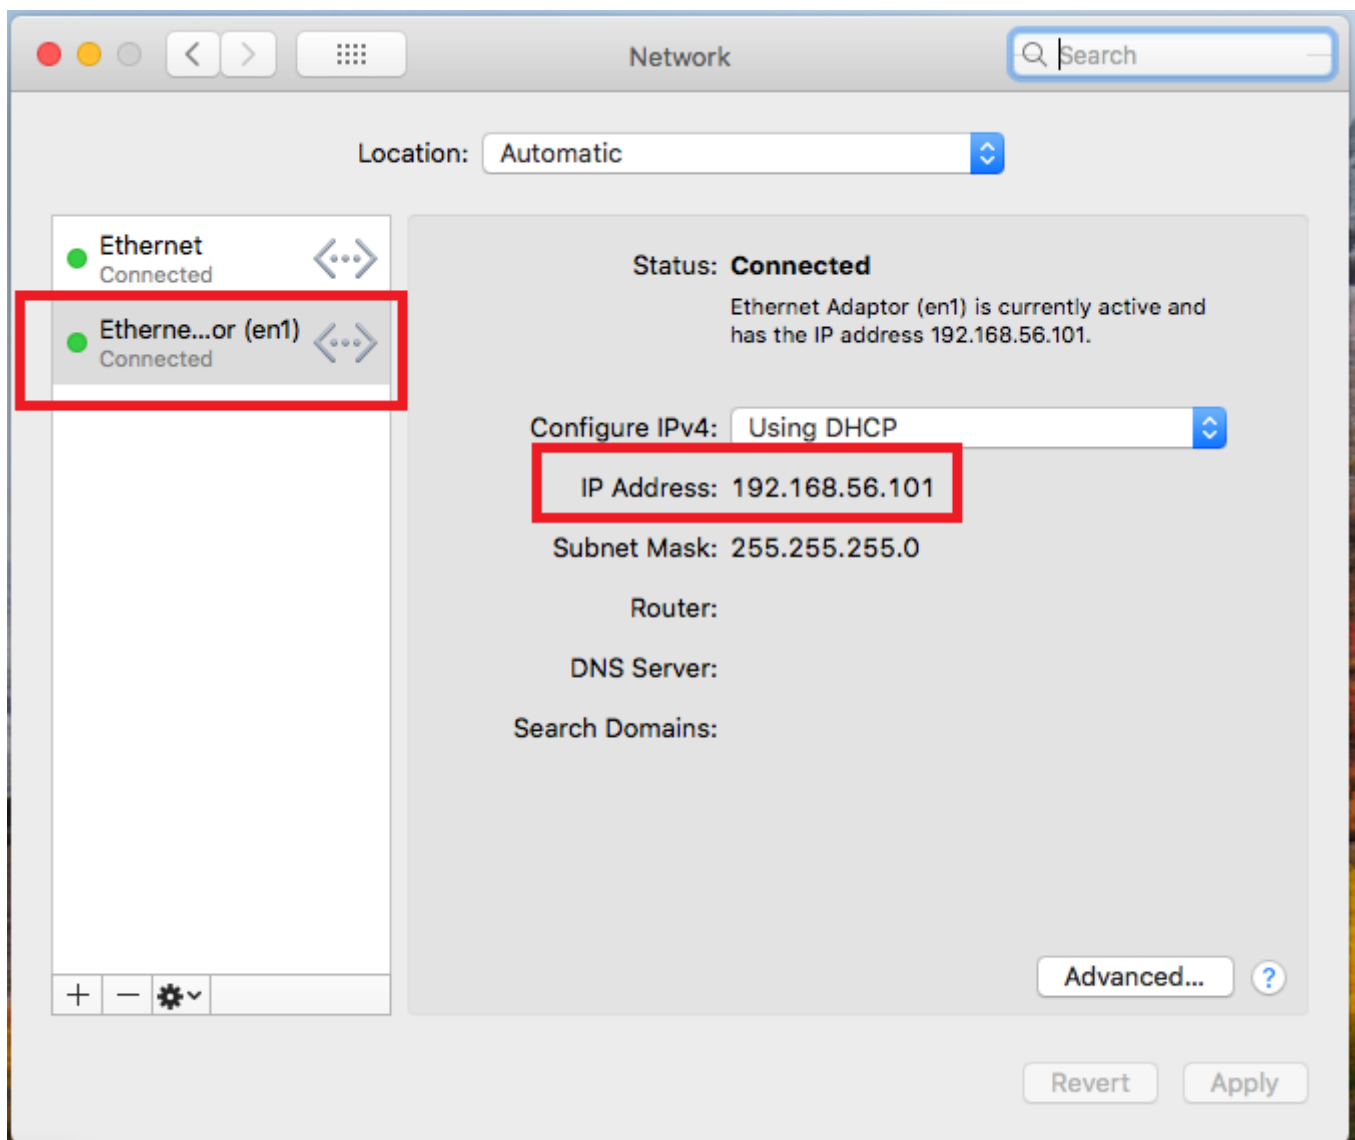 Network
Search
Location: Automatic
Ethernet
Connected
Etherne...or (en1)
Connected
Status: Connected
Ethernet Adaptor (en1) is currently active and
has the IP address 192.168.56.101.
Configure IPv4: Using DHCP
IP Address: 192.168.56.101
Subnet Mask: 255.255.255.0
Router:
DNS Server:
Search Domains:
Advanced...
?
Revert
Apply